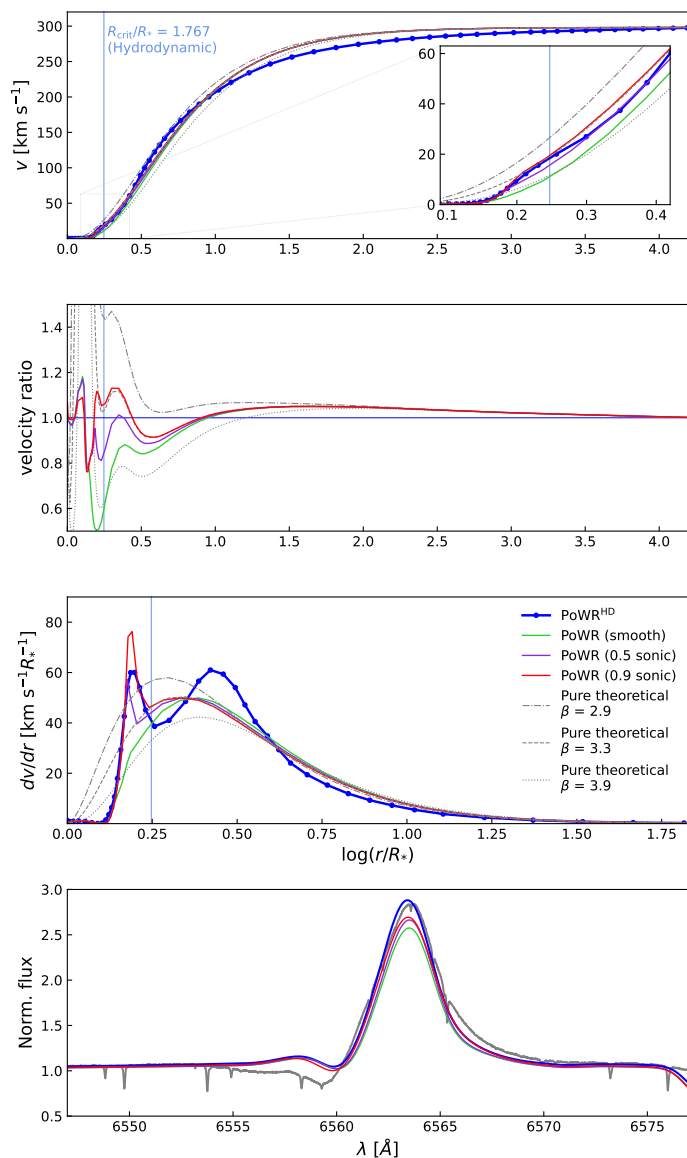 300
250
200
150
100
50
v [km s⁻¹]
R_crit/R_* = 1.767
(Hydrodynamic)
60
40
20
0
0.1 0.2 0.3 0.4
0.0 0.5 1.0 1.5 2.0 2.5 3.0 3.5 4.0
1.4
1.2
1.0
0.8
0.6
velocity ratio
0.0 0.5 1.0 1.5 2.0 2.5 3.0 3.5 4.0
80
60
40
20
dv/dr [km s⁻¹R_*⁻¹]
PoWR^HD
PoWR (smooth)
PoWR (0.5 sonic)
PoWR (0.9 sonic)
Pure theoretical
β = 2.9
Pure theoretical
β = 3.3
Pure theoretical
β = 3.9
0.00 0.25 0.50 0.75 1.00 1.25 1.50 1.75
log(r/R_*)
3.0
2.5
2.0
1.5
1.0
0.5
Norm. flux
6550 6555 6560 6565 6570 6575
λ [Å]